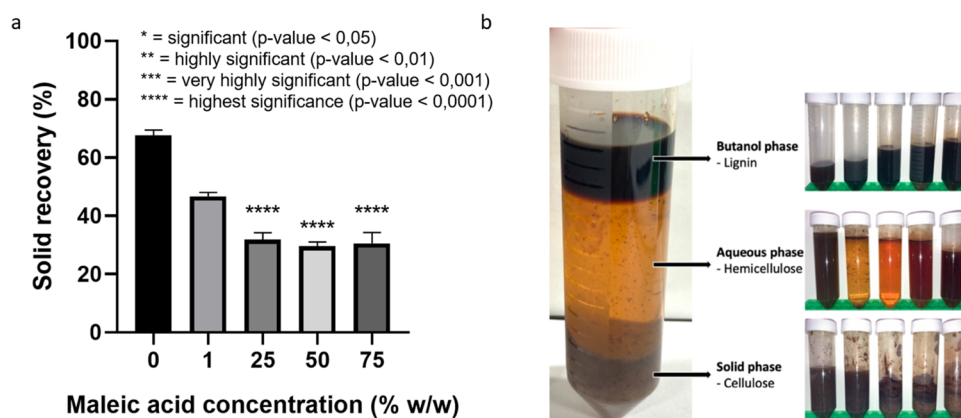 a
* = significant (p-value < 0,05)
** = highly significant (p-value < 0,01)
*** = very highly significant (p-value < 0,001)
**** = highest significance (p-value < 0,0001)
Solid recovery (%)
100
80
60
40
20
0
****
****
****
0 1 25 50 75
Maleic acid concentration (% w/w)
b
Butanol phase
- Lignin
Aqueous phase
- Hemicellulose
Solid phase
- Cellulose